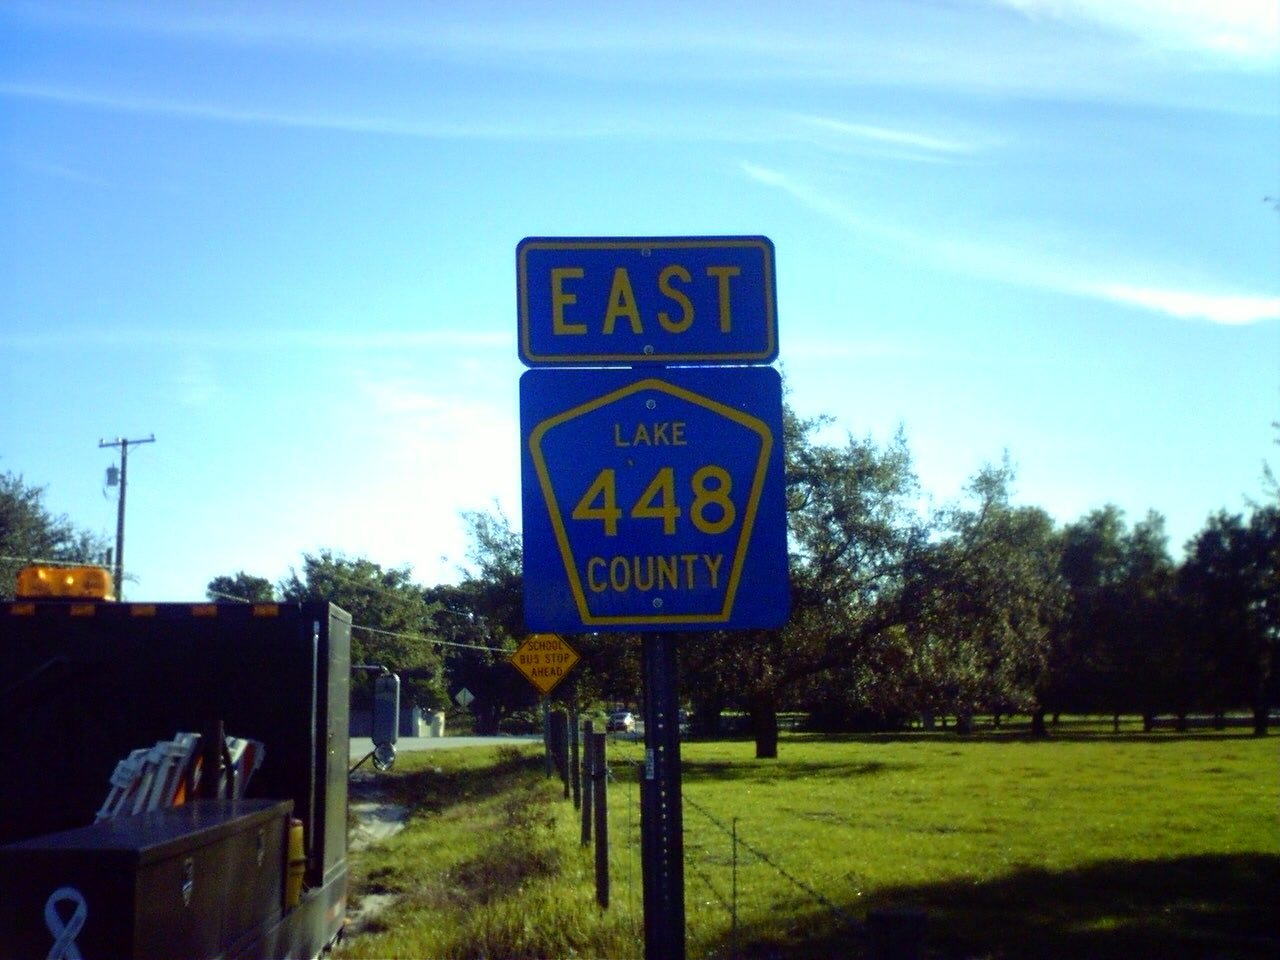 EAST
LAKE
448
COUNTY
SCHOOL
BUS STOP
AHEAD